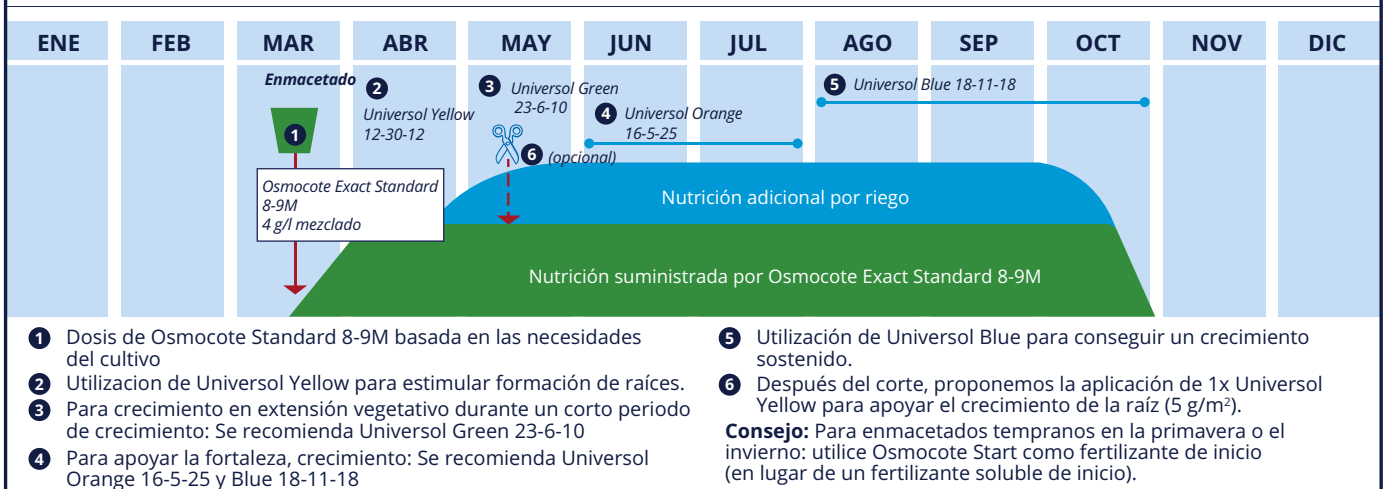 ENE FEB MAR ABR MAY JUN JUL AGO SEP OCT NOV DIC
Enmacetado
1
Osmocote Exact Standard
8-9M
4 g/l mezclado
2
Universol Yellow
12-30-12
3 Universol Green
23-6-10
4 Universol Orange
16-5-25
6 (opcional)
5 Universol Blue 18-11-18
Nutrición adicional por riego
Nutrición suministrada por Osmocote Exact Standard 8-9M
1 Dosis de Osmocote Standard 8-9M basada en las necesidades
del cultivo
2 Utilizacion de Universol Yellow para estimular formación de raíces.
3 Para crecimiento en extensión vegetativo durante un corto periodo
de crecimiento: Se recomienda Universol Green 23-6-10
4 Para apoyar la fortaleza, crecimiento: Se recomienda Universol
Orange 16-5-25 y Blue 18-11-18
5 Utilización de Universol Blue para conseguir un crecimiento
sostenido.
6 Después del corte, proponemos la aplicación de 1x Universol
Yellow para apoyar el crecimiento de la raíz (5 g/m²).
Consejo: Para enmacetados tempranos en la primavera o el
invierno: utilice Osmocote Start como fertilizante de inicio
(en lugar de un fertilizante soluble de inicio).